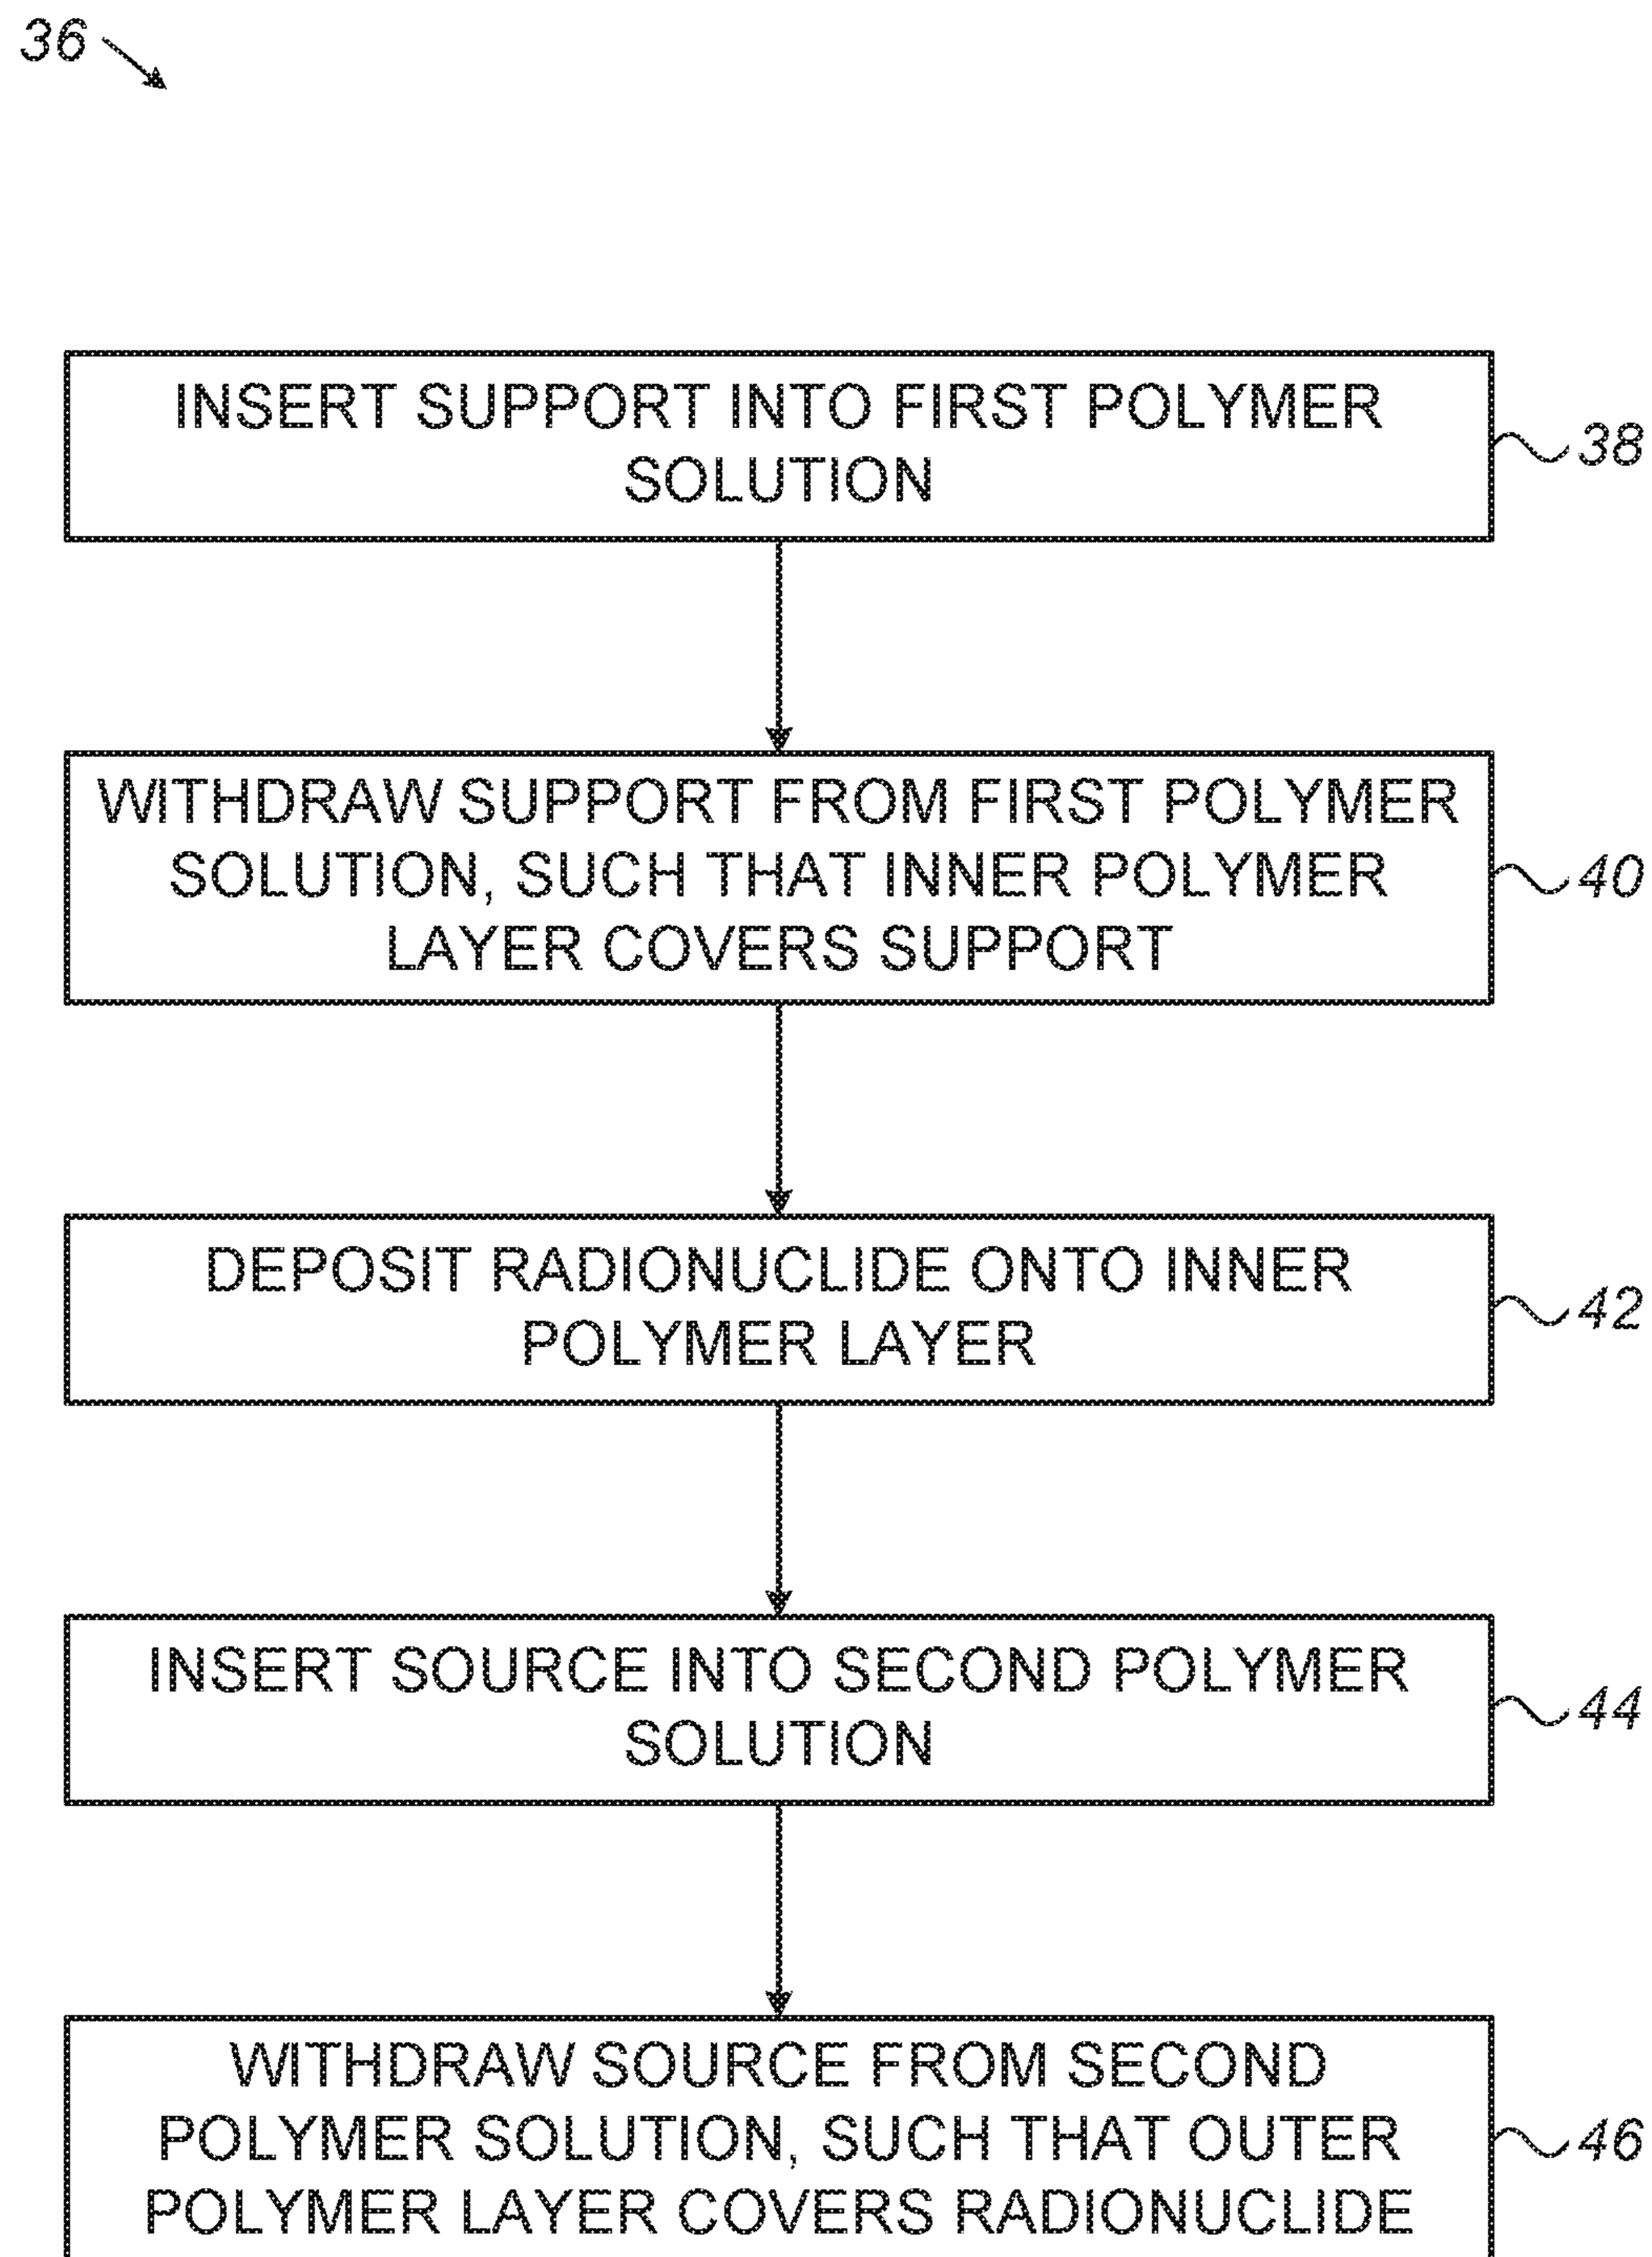 36
INSERT SUPPORT INTO FIRST POLYMER
SOLUTION
38
WITHDRAW SUPPORT FROM FIRST POLYMER
SOLUTION, SUCH THAT INNER POLYMER
LAYER COVERS SUPPORT
40
DEPOSIT RADIONUCLIDE ONTO INNER
POLYMER LAYER
42
INSERT SOURCE INTO SECOND POLYMER
SOLUTION
44
WITHDRAW SOURCE FROM SECOND
POLYMER SOLUTION, SUCH THAT OUTER
POLYMER LAYER COVERS RADIONUCLIDE
46